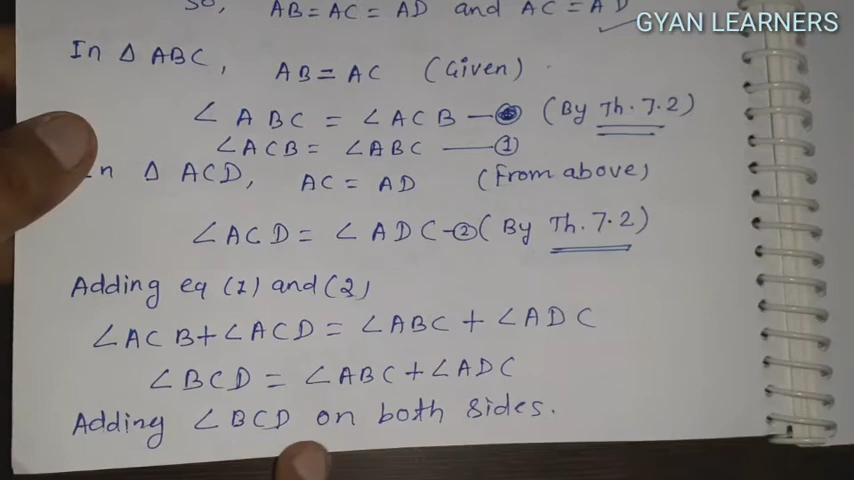 So, AB = AC = AD and AC = AD
GYAN LEARNERS
In Δ ABC, AB = AC (Given)
∠ ABC = ∠ ACB — (By Th. 7.2)
∠ACB = ∠ABC — ①
n Δ ACD, AC = AD (From above)
∠ACD = ∠ ADC — ② (By Th. 7.2)
Adding eq (1) and (2)
∠ACB + ∠ACD = ∠ABC + ∠ADC
∠BCD = ∠ABC + ∠ADC
Adding ∠BCD on both sides.